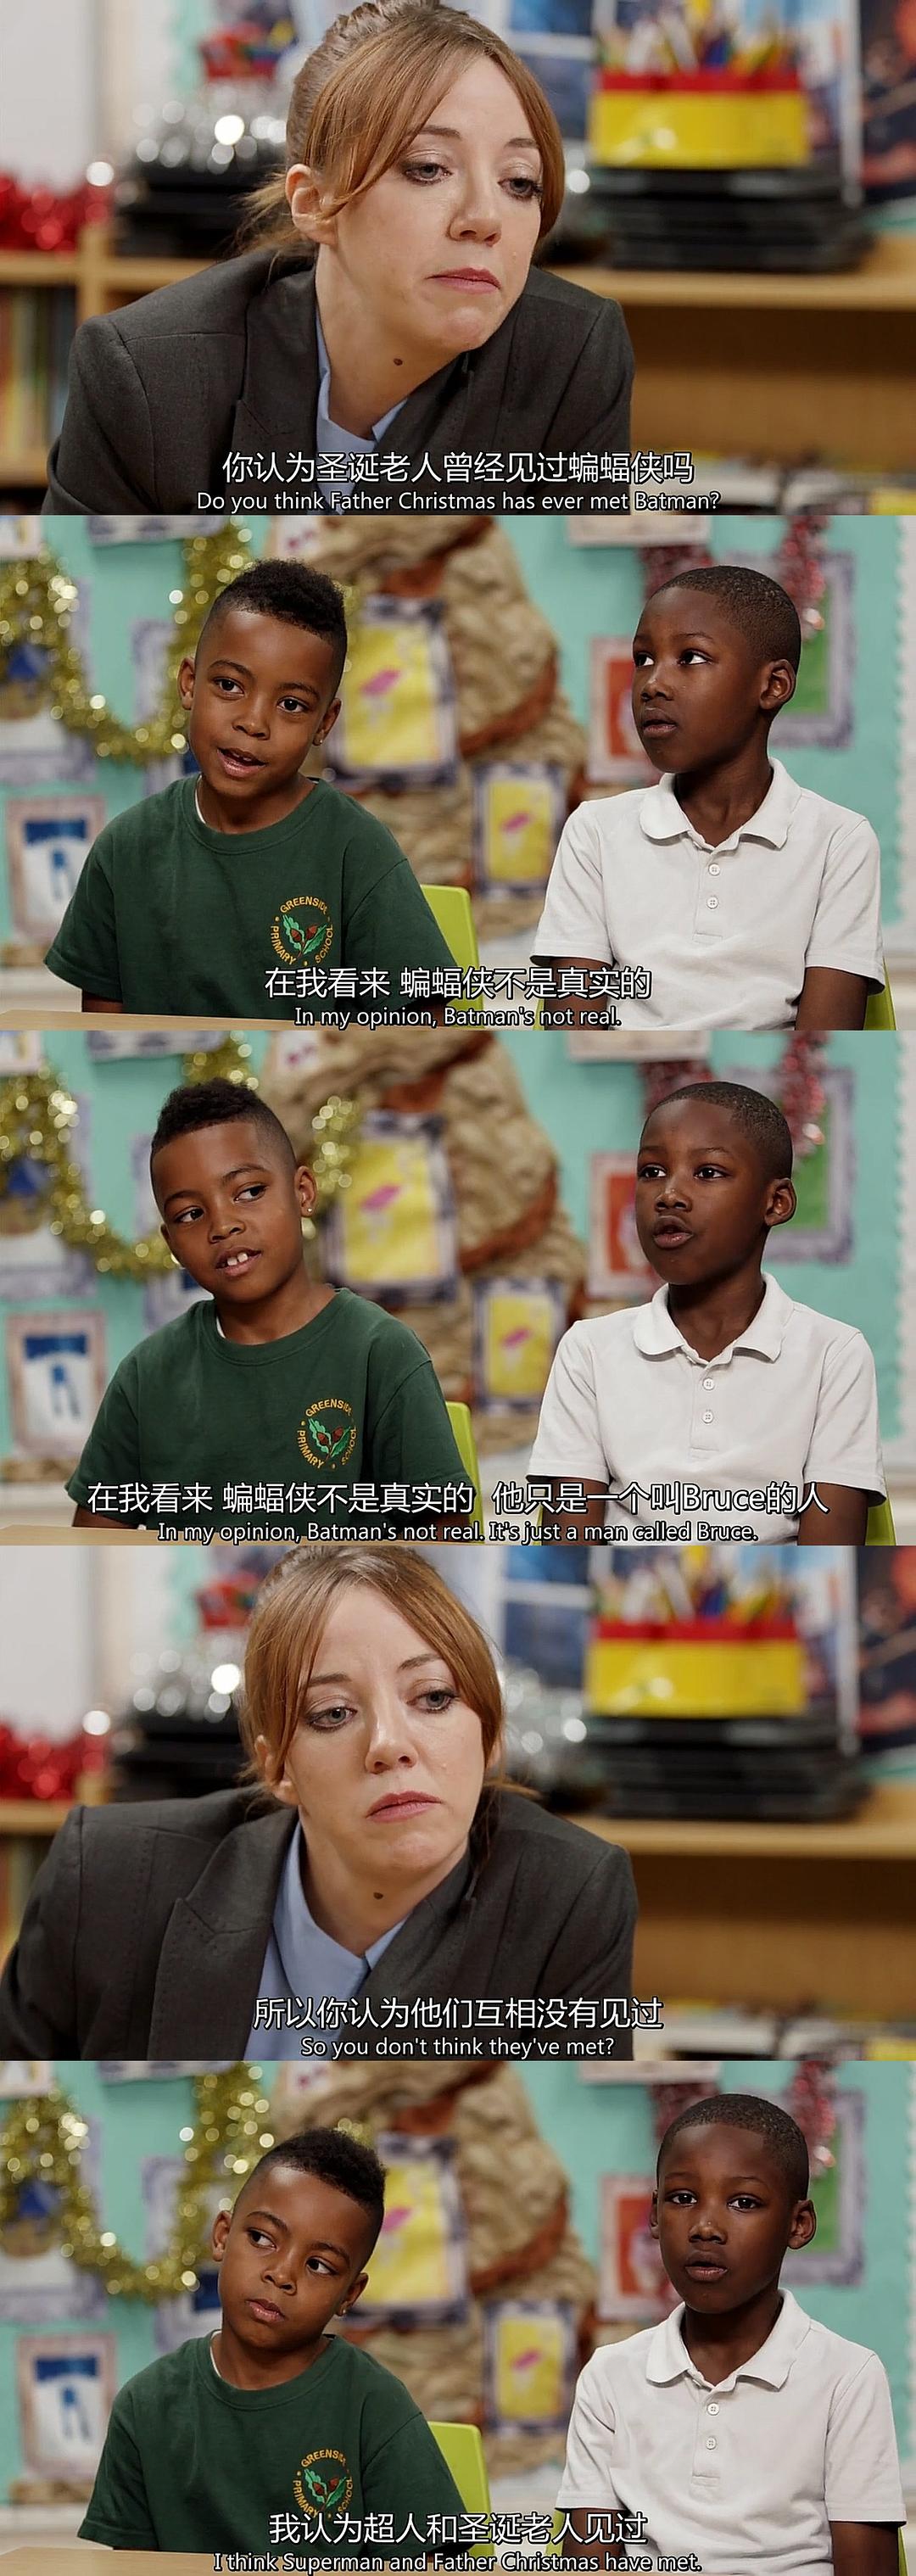 你认为圣诞老人曾经见过蝙蝠侠吗
Do you think Father Christmas has ever met Batman?
GREENSIDE
PRIMARY SCHOOL
在我看来 蝙蝠侠不是真实的
In my opinion, Batman's not real.
GREENSIDE
PRIMARY SCHOOL
在我看来 蝙蝠侠不是真实的 他只是一个叫Bruce的人
In my opinion, Batman's not real. It's just a man called Bruce.
所以你认为他们互相没有见过
So you don't think they've met?
GREENSIDE
PRIMARY SCHOOL
我认为超人和圣诞老人见过
I think Superman and Father Christmas have met.